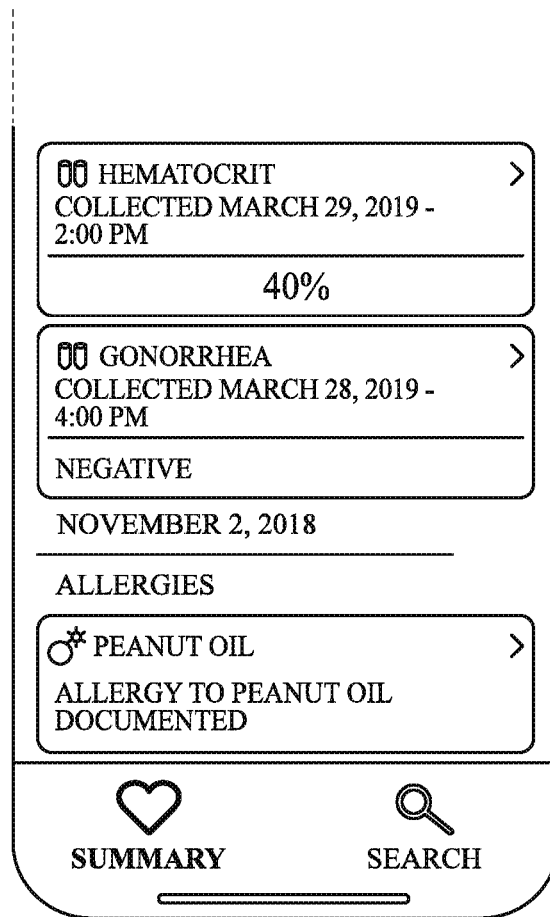 HEMATOCRIT
COLLECTED MARCH 29, 2019 -
2:00 PM
40%
GONORRHEA
COLLECTED MARCH 28, 2019 -
4:00 PM
NEGATIVE
NOVEMBER 2, 2018
ALLERGIES
PEANUT OIL
ALLERGY TO PEANUT OIL
DOCUMENTED
SUMMARY
SEARCH